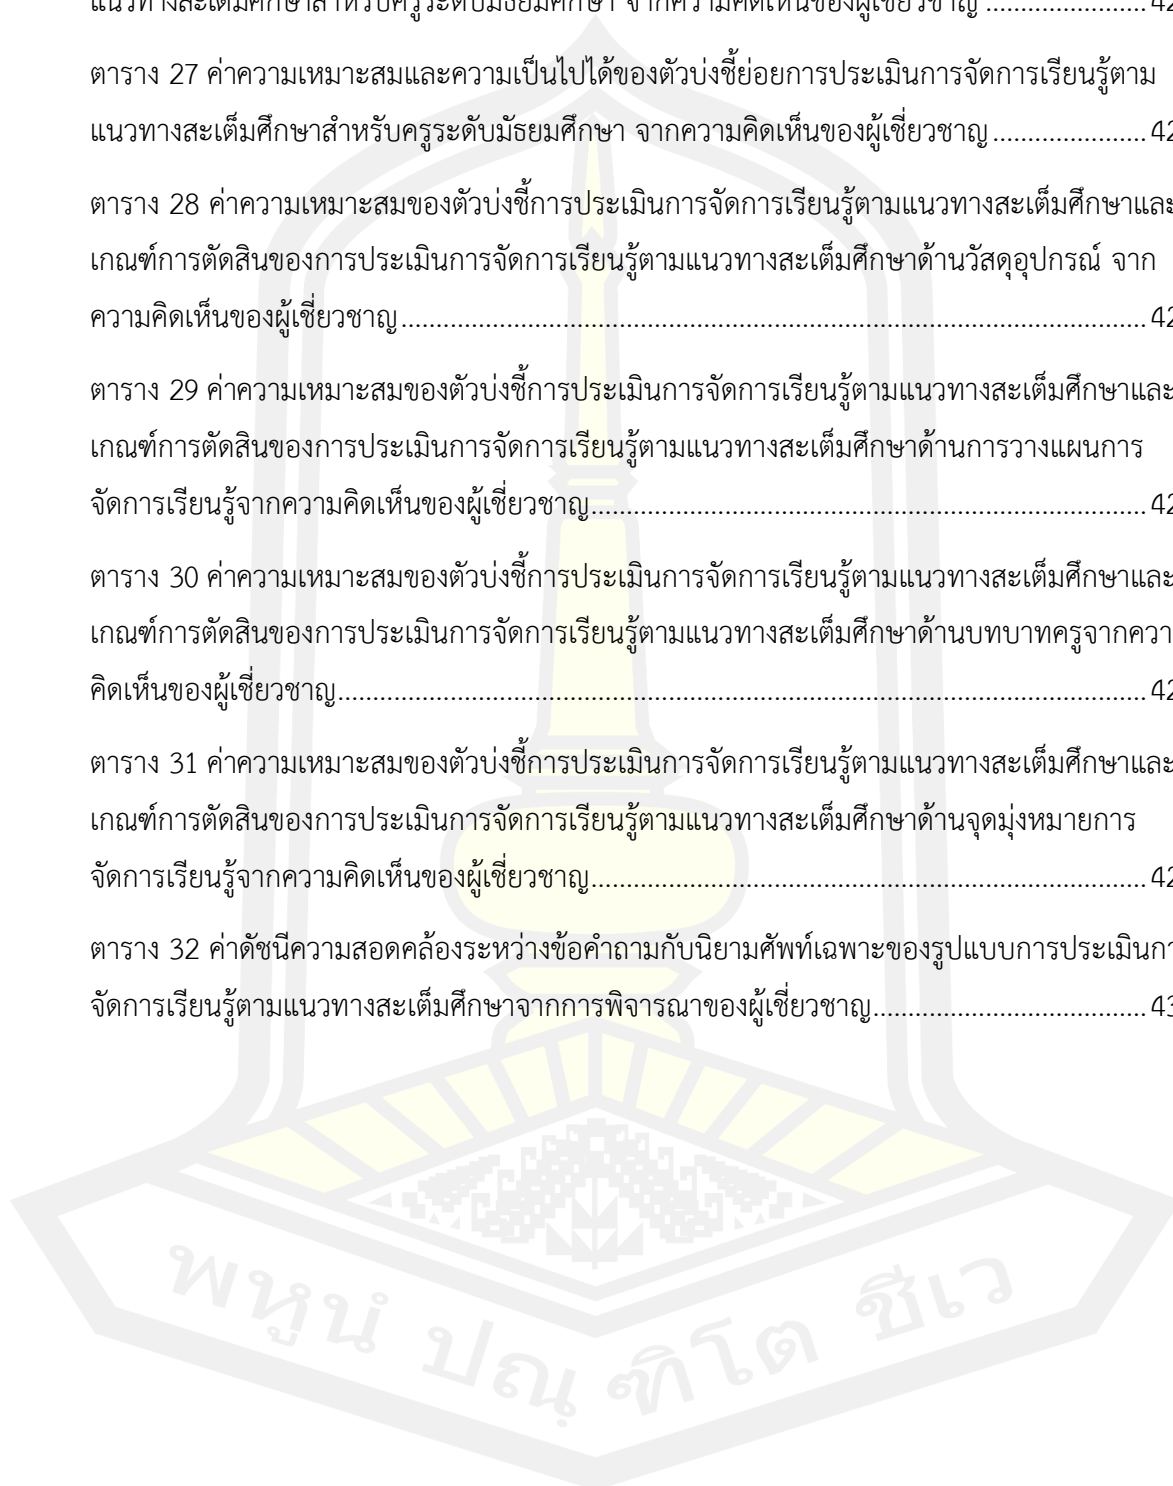 แนวทางสะเต็มศึกษาสำหรับครูระดับมัธยมศึกษา จากความคิดเห็นของผู้เชี่ยวชาญ ............................ 42
ตาราง 27 ค่าความเหมาะสมและความเป็นไปได้ของตัวบ่งชี้ย่อยการประเมินการจัดการเรียนรู้ตาม
แนวทางสะเต็มศึกษาสำหรับครูระดับมัธยมศึกษา จากความคิดเห็นของผู้เชี่ยวชาญ ........................... 42
ตาราง 28 ค่าความเหมาะสมของตัวบ่งชี้การประเมินการจัดการเรียนรู้ตามแนวทางสะเต็มศึกษาและ
เกณฑ์การตัดสินของการประเมินการจัดการเรียนรู้ตามแนวทางสะเต็มศึกษาด้านวัสดุอุปกรณ์ จาก
ความคิดเห็นของผู้เชี่ยวชาญ ........................................................................ 42
ตาราง 29 ค่าความเหมาะสมของตัวบ่งชี้การประเมินการจัดการเรียนรู้ตามแนวทางสะเต็มศึกษาและ
เกณฑ์การตัดสินของการประเมินการจัดการเรียนรู้ตามแนวทางสะเต็มศึกษาด้านการวางแผนการ
จัดการเรียนรู้จากความคิดเห็นของผู้เชี่ยวชาญ ...................................................... 42
ตาราง 30 ค่าความเหมาะสมของตัวบ่งชี้การประเมินการจัดการเรียนรู้ตามแนวทางสะเต็มศึกษาและ
เกณฑ์การตัดสินของการประเมินการจัดการเรียนรู้ตามแนวทางสะเต็มศึกษาด้านบทบาทครูจากควา
คิดเห็นของผู้เชี่ยวชาญ .............................................................................. 42
ตาราง 31 ค่าความเหมาะสมของตัวบ่งชี้การประเมินการจัดการเรียนรู้ตามแนวทางสะเต็มศึกษาและ
เกณฑ์การตัดสินของการประเมินการจัดการเรียนรู้ตามแนวทางสะเต็มศึกษาด้านจุดมุ่งหมายการ
จัดการเรียนรู้จากความคิดเห็นของผู้เชี่ยวชาญ ...................................................... 42
ตาราง 32 ค่าดัชนีความสอดคล้องระหว่างข้อคำถามกับนิยามศัพท์เฉพาะของรูปแบบการประเมินกา
จัดการเรียนรู้ตามแนวทางสะเต็มศึกษาจากการพิจารณาของผู้เชี่ยวชาญ ............................ 43
พหูนํ ปณฺฑิโต ชีเว